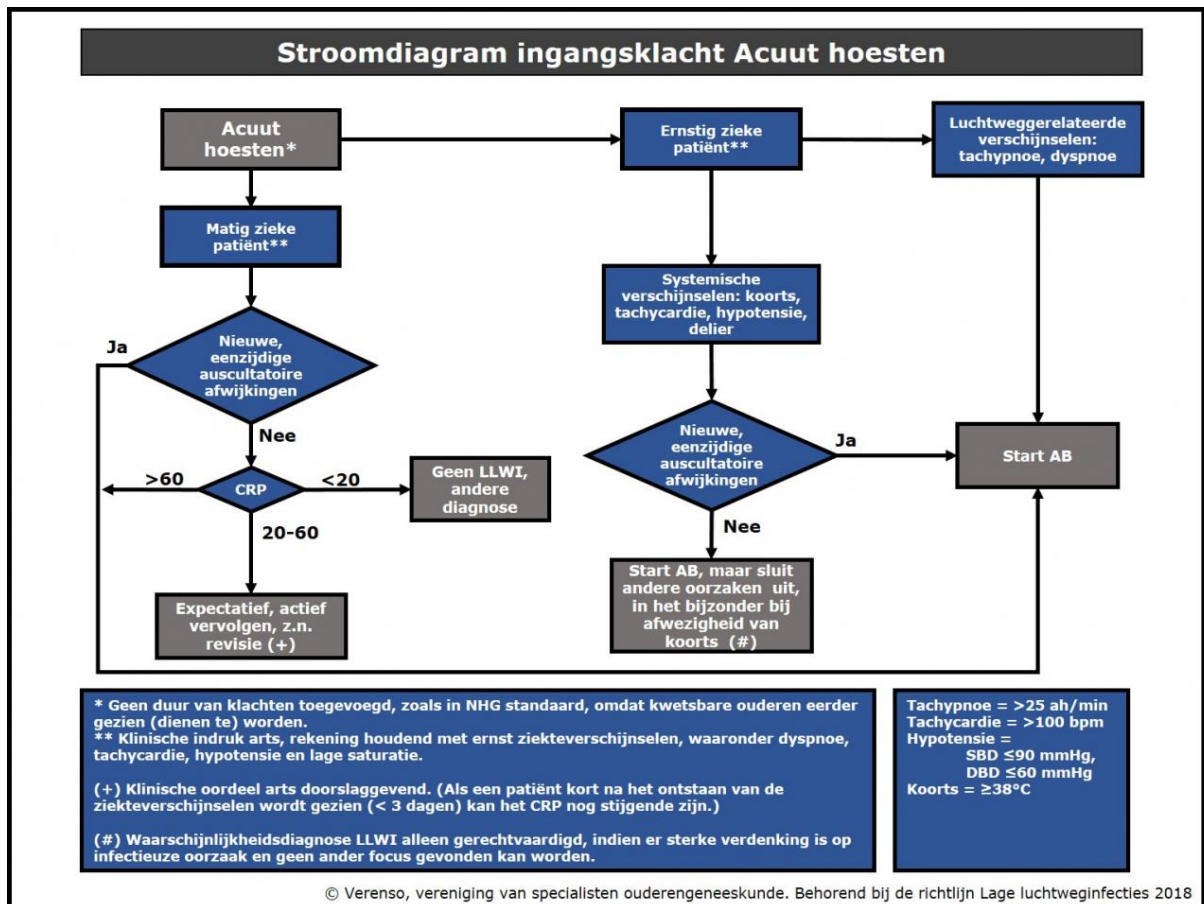 Stroomdiagram ingangsklacht Acuut hoesten
Acuut
hoesten*
Ernstig zieke
patiënt**
Luchtweggerelateerde
verschijnselen:
tachypnoe, dyspnoe
Matig zieke
patiënt**
Systemische
verschijnselen: koorts,
tachycardie, hypotensie,
delier
Ja
Nieuwe,
eenzijdige
auscultatoire
afwijkingen
Nee
Nieuwe,
eenzijdige
auscultatoire
afwijkingen
Ja
Start AB
>60
CRP
<20
Geen LLWI,
andere
diagnose
20-60
Nee
Expectatief, actief
vervolgen, z.n.
revisie (+)
Start AB, maar sluit
andere oorzaken uit,
in het bijzonder bij
afwezigheid van
koorts (#)
* Geen duur van klachten toegevoegd, zoals in NHG standaard, omdat kwetsbare ouderen eerder
gezien (dienen te) worden.
** Klinische indruk arts, rekening houdend met ernst ziekteverschijnselen, waaronder dyspnoe,
tachycardie, hypotensie en lage saturatie.
(+) Klinische oordeel arts doorslaggevend. (Als een patiënt kort na het ontstaan van de
ziekteverschijnselen wordt gezien (< 3 dagen) kan het CRP nog stijgende zijn.)
(#) Waarschijnlijkheidsdiagnose LLWI alleen gerechtvaardigd, indien er sterke verdenking is op
infectieuze oorzaak en geen ander focus gevonden kan worden.
Tachypnoe = >25 ah/min
Tachycardie = >100 bpm
Hypotensie =
SBD ≤90 mmHg,
DBD ≤60 mmHg
Koorts = ≥38°C
© Verenso, vereniging van specialisten ouderengeneeskunde. Behorend bij de richtlijn Lage luchtweginfecties 2018